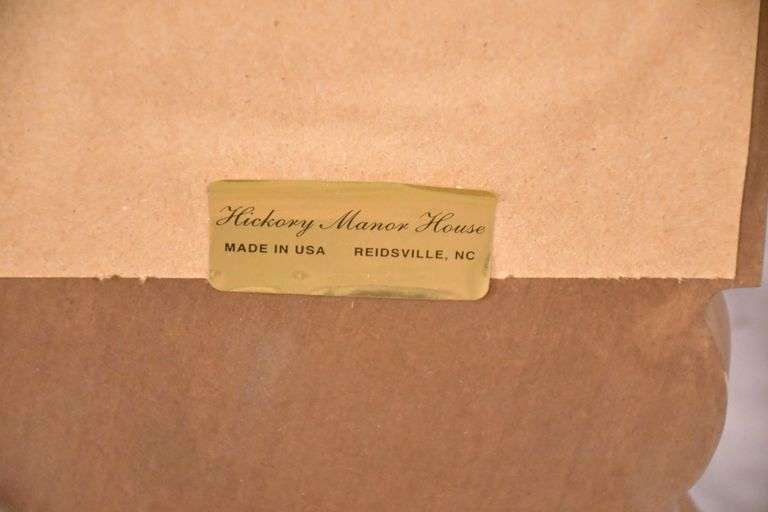 Hickory Manor House
MADE IN USA REIDSVILLE, NC